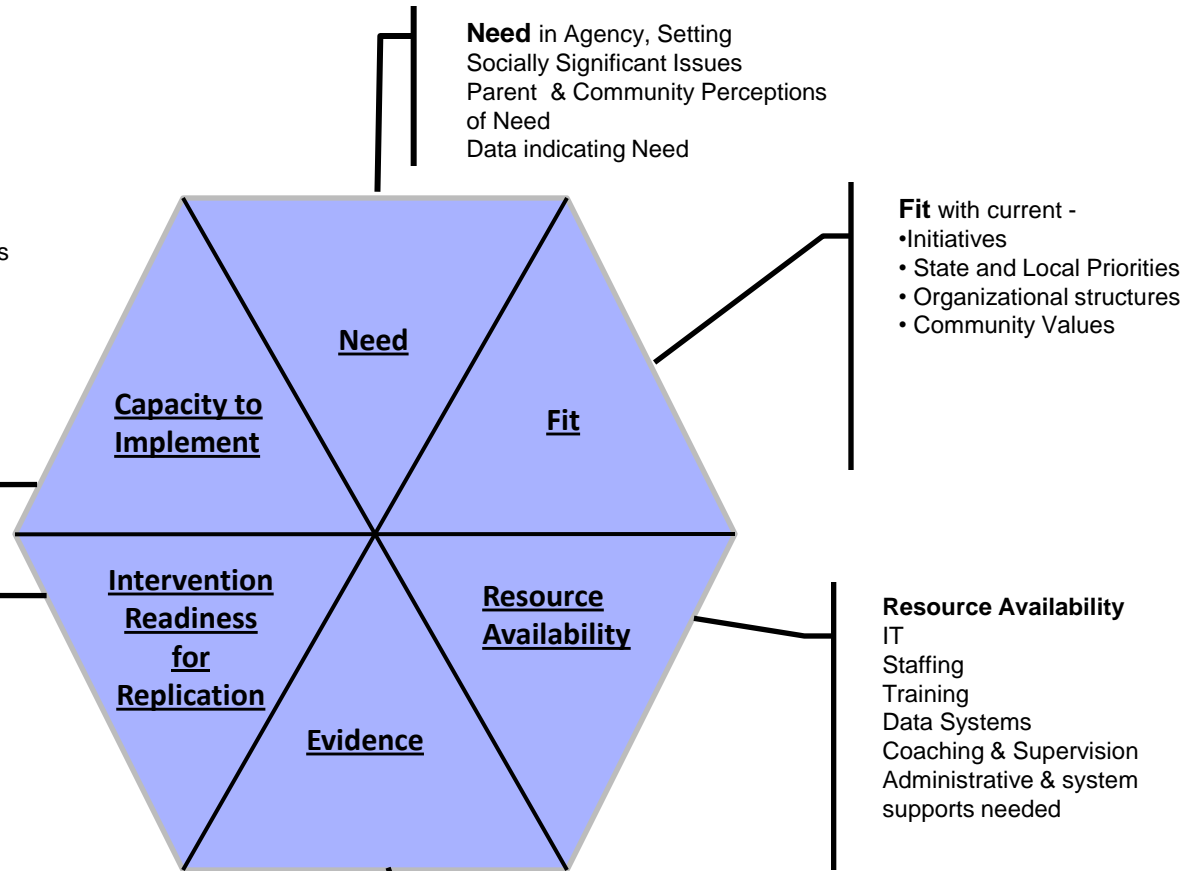 Need in Agency, Setting
Socially Significant Issues
Parent & Community Perceptions
of Need
Data indicating Need
Fit with current -
•Initiatives
• State and Local Priorities
• Organizational structures
• Community Values
s
Need
Capacity to
Implement
Fit
Intervention
Readiness
for
Replication
Resource
Availability
Evidence
Resource Availability
IT
Staffing
Training
Data Systems
Coaching & Supervision
Administrative & system
supports needed